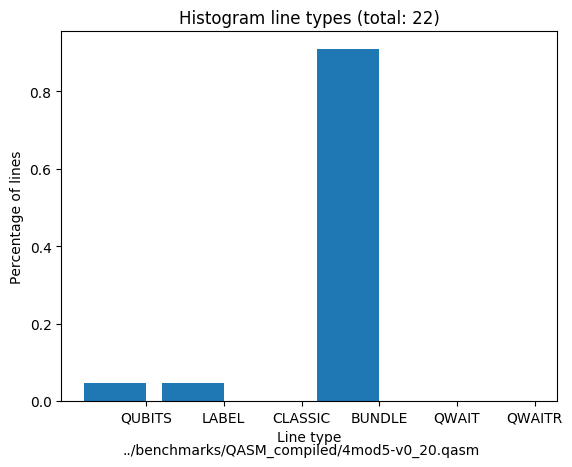 Histogram line types (total: 22)
Percentage of lines
0.8
0.6
0.4
0.2
0.0
QUBITS LABEL CLASSIC BUNDLE QWAIT QWAITR
Line type
../benchmarks/QASM_compiled/4mod5-v0_20.qasm